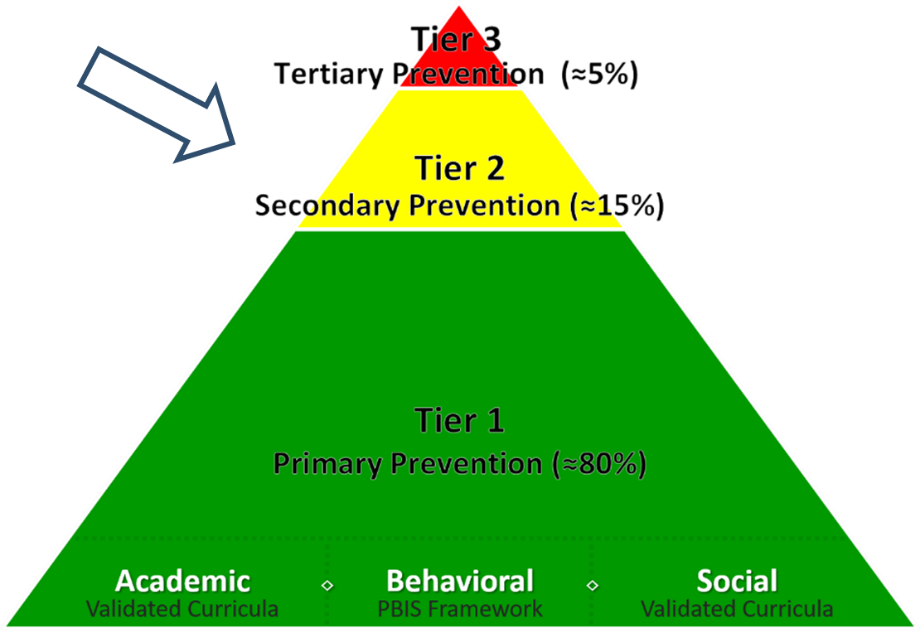 Tier 3
Tertiary Prevention (≈5%)
Tier 2
Secondary Prevention (≈15%)
Tier 1
Primary Prevention (≈80%)
Academic ◇ Behavioral ◇ Social
Validated Curricula PBIS Framework Validated Curricula